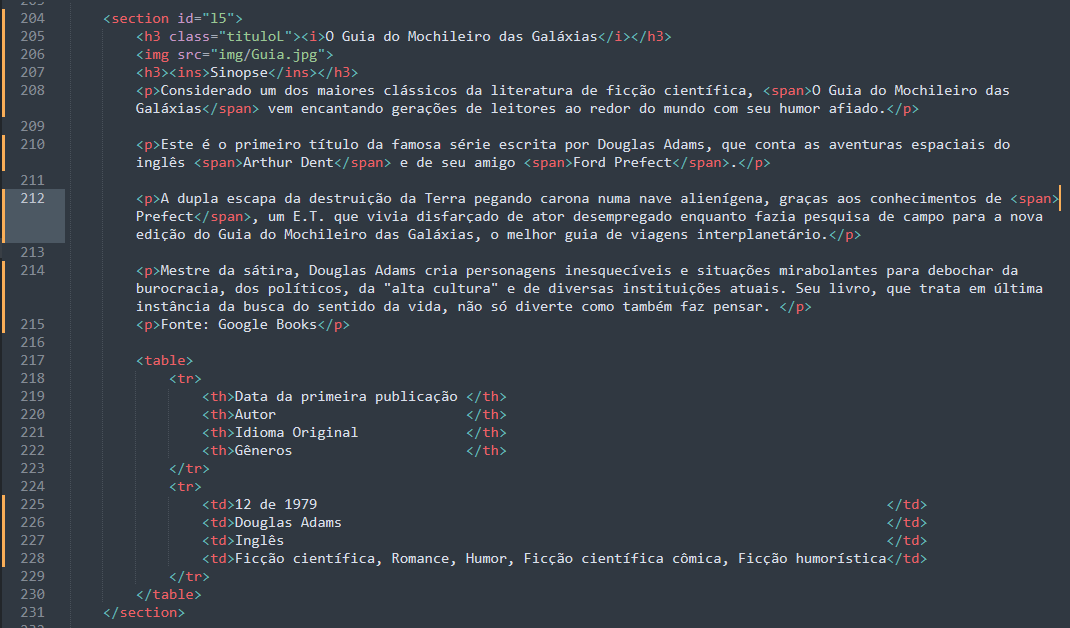 204 <section id="l5">
205 <h3 class="tituloL"><i>O Guia do Mochileiro das Galáxias</i></h3>
206 <img src="img/Guia.jpg">
207 <h3><ins>Sinopse</ins></h3>
208 <p>Considerado um dos maiores clássicos da literatura de ficção científica, <span>O Guia do Mochileiro das
Galáxias</span> vem encantando gerações de leitores ao redor do mundo com seu humor afiado.</p>
209
210 <p>Este é o primeiro título da famosa série escrita por Douglas Adams, que conta as aventuras espaciais do
inglês <span>Arthur Dent</span> e de seu amigo <span>Ford Prefect</span>.</p>
211
212 <p>A dupla escapa da destruição da Terra pegando carona numa nave alienígena, graças aos conhecimentos de <span>
Prefect</span>, um E.T. que vivia disfarçado de ator desempregado enquanto fazia pesquisa de campo para a nova
edição do Guia do Mochileiro das Galáxias, o melhor guia de viagens interplanetário.</p>
213
214 <p>Mestre da sátira, Douglas Adams cria personagens inesquecíveis e situações mirabolantes para debochar da
burocracia, dos políticos, da "alta cultura" e de diversas instituições atuais. Seu livro, que trata em última
instância da busca do sentido da vida, não só diverte como também faz pensar. </p>
215 <p>Fonte: Google Books</p>
216
217 <table>
218 <tr>
219 <th>Data da primeira publicação </th>
220 <th>Autor </th>
221 <th>Idioma Original </th>
222 <th>Gêneros </th>
223 </tr>
224 <tr>
225 <td>12 de 1979 </td>
226 <td>Douglas Adams </td>
227 <td>Inglês </td>
228 <td>Ficção científica, Romance, Humor, Ficção científica cômica, Ficção humorística</td>
229 </tr>
230 </table>
231 </section>